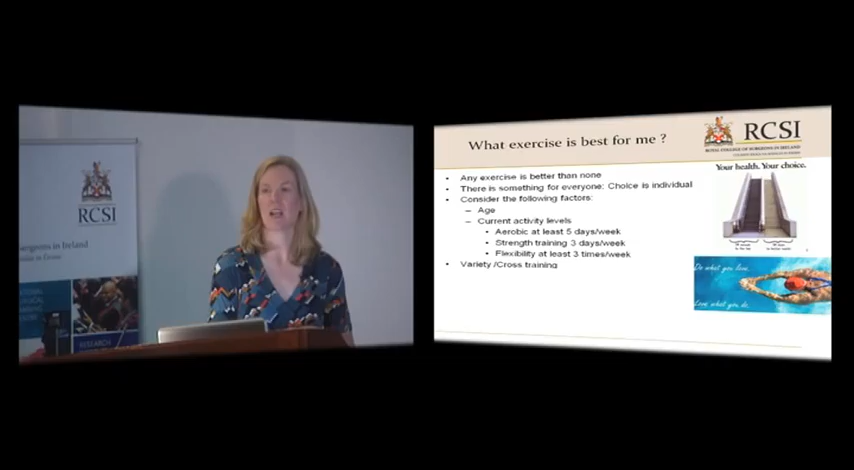 RCSI
RESEARCH
What exercise is best for me ?
RCSI
ROYAL COLLEGE OF SURGEONS IN IRELAND
Your health. Your choice.
• Any exercise is better than none
• There is something for everyone: Choice is individual
• Consider the following factors:
– Age
– Current activity levels
• Aerobic at least 5 days/week
• Strength training 3 days/week
• Flexibility at least 3 times/week
• Variety /Cross training
Do what you love.
Love what you do.